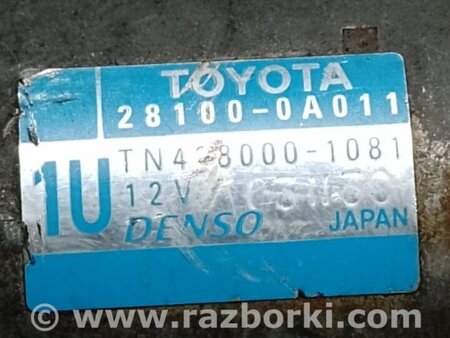 TOYOTA
28100-0A011
1U
TN428000-1081
12V
DENSO JAPAN
© www.razborki.com